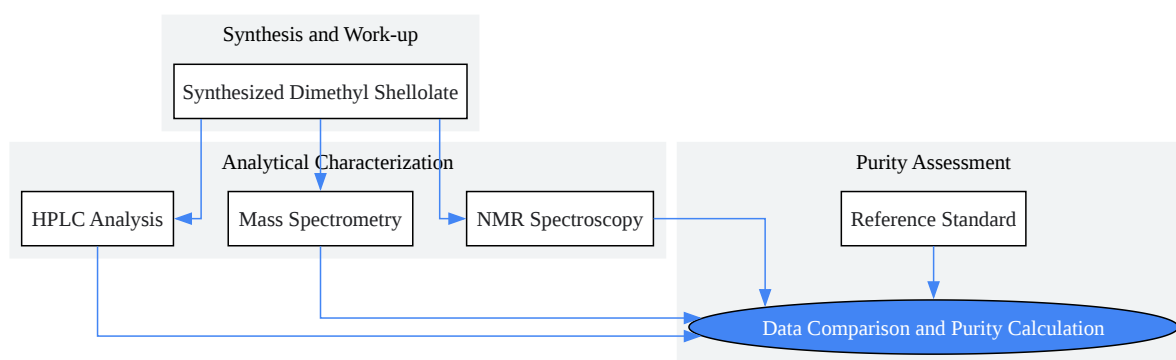 Synthesis and Work-up
Synthesized Dimethyl Shellolate
Analytical Characterization
HPLC Analysis
Mass Spectrometry
NMR Spectroscopy
Purity Assessment
Reference Standard
Data Comparison and Purity Calculation